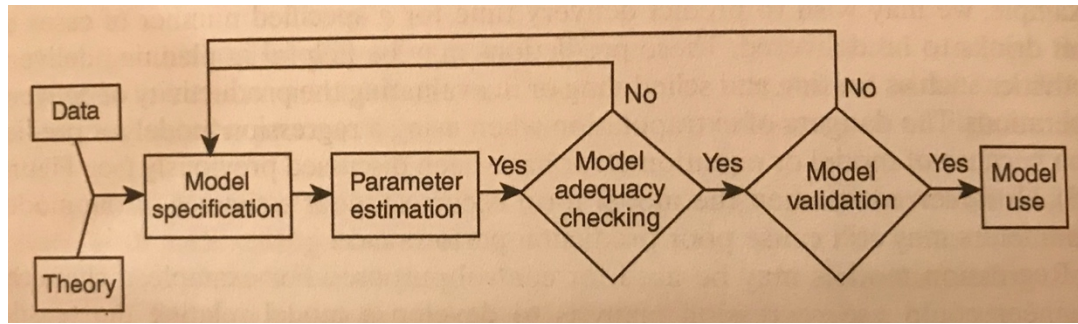 No
No
Data
Model
specification
Parameter
estimation
Yes
Model
adequacy
checking
Yes
Model
validation
Yes
Model
use
Theory